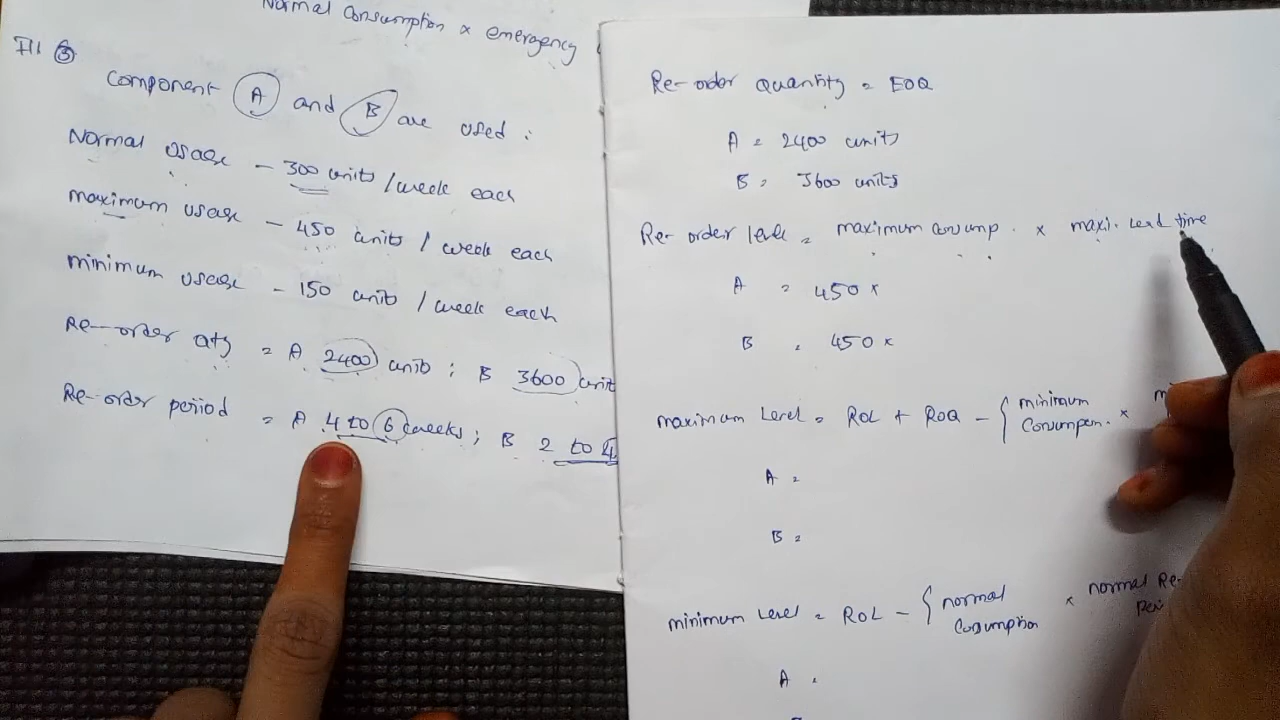 Normal Consumption x emergency
Ill ③
Component A and B are used :
Normal usage - 300 units / week each
maximum usage - 450 units / week each
minimum usage - 150 units / week each
Re-order qty = A 2400 units ; B 3600 unit
Re-order period = A 4 to 6 weeks ; B 2 to 4
Re-order Quantity = EOQ
A = 2400 units
B = 3600 units
Re-order level = maximum consump. x maxi. Lead time
A = 450 x
B = 450 x
maximum Level = ROL + ROQ - { minimum Consumpn. x
A =
B =
minimum Level = ROL - { normal Consumption x normal Re-
A =